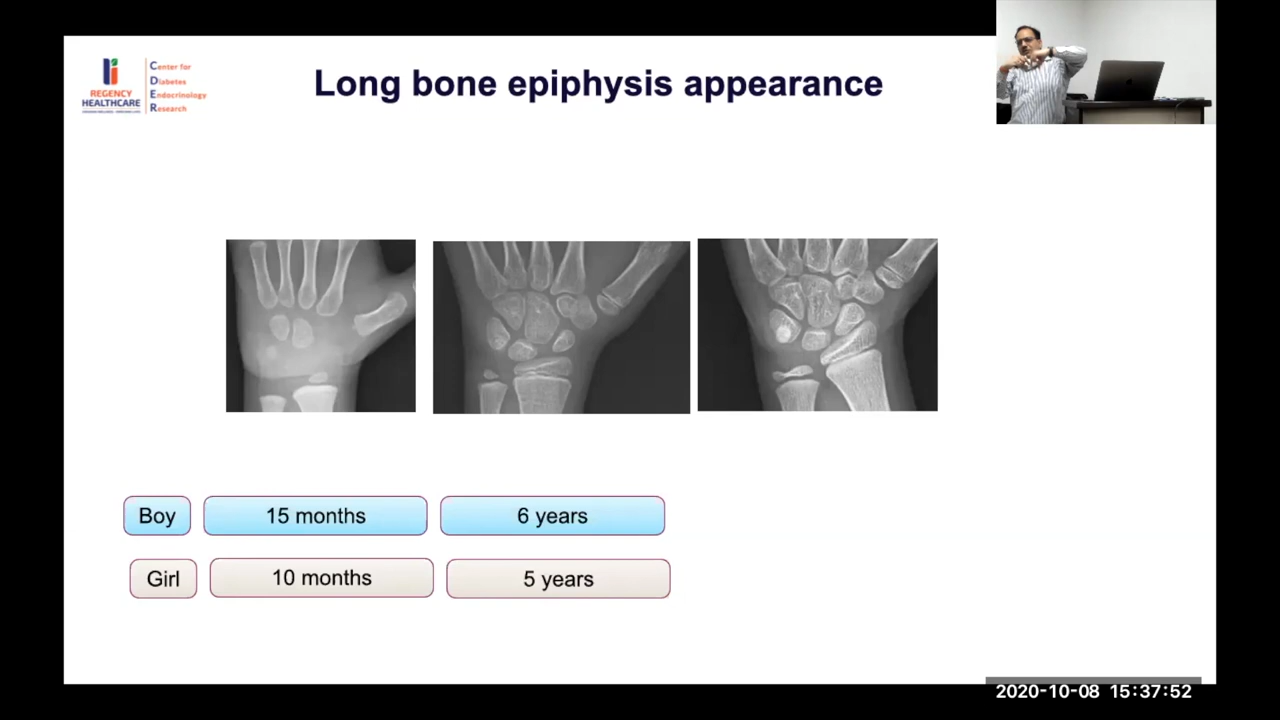 REGENCY
HEALTHCARE
Center for
Diabetes
Endocrinology
Research
Long bone epiphysis appearance
Boy
15 months
6 years
Girl
10 months
5 years
2020-10-08 15:37:52